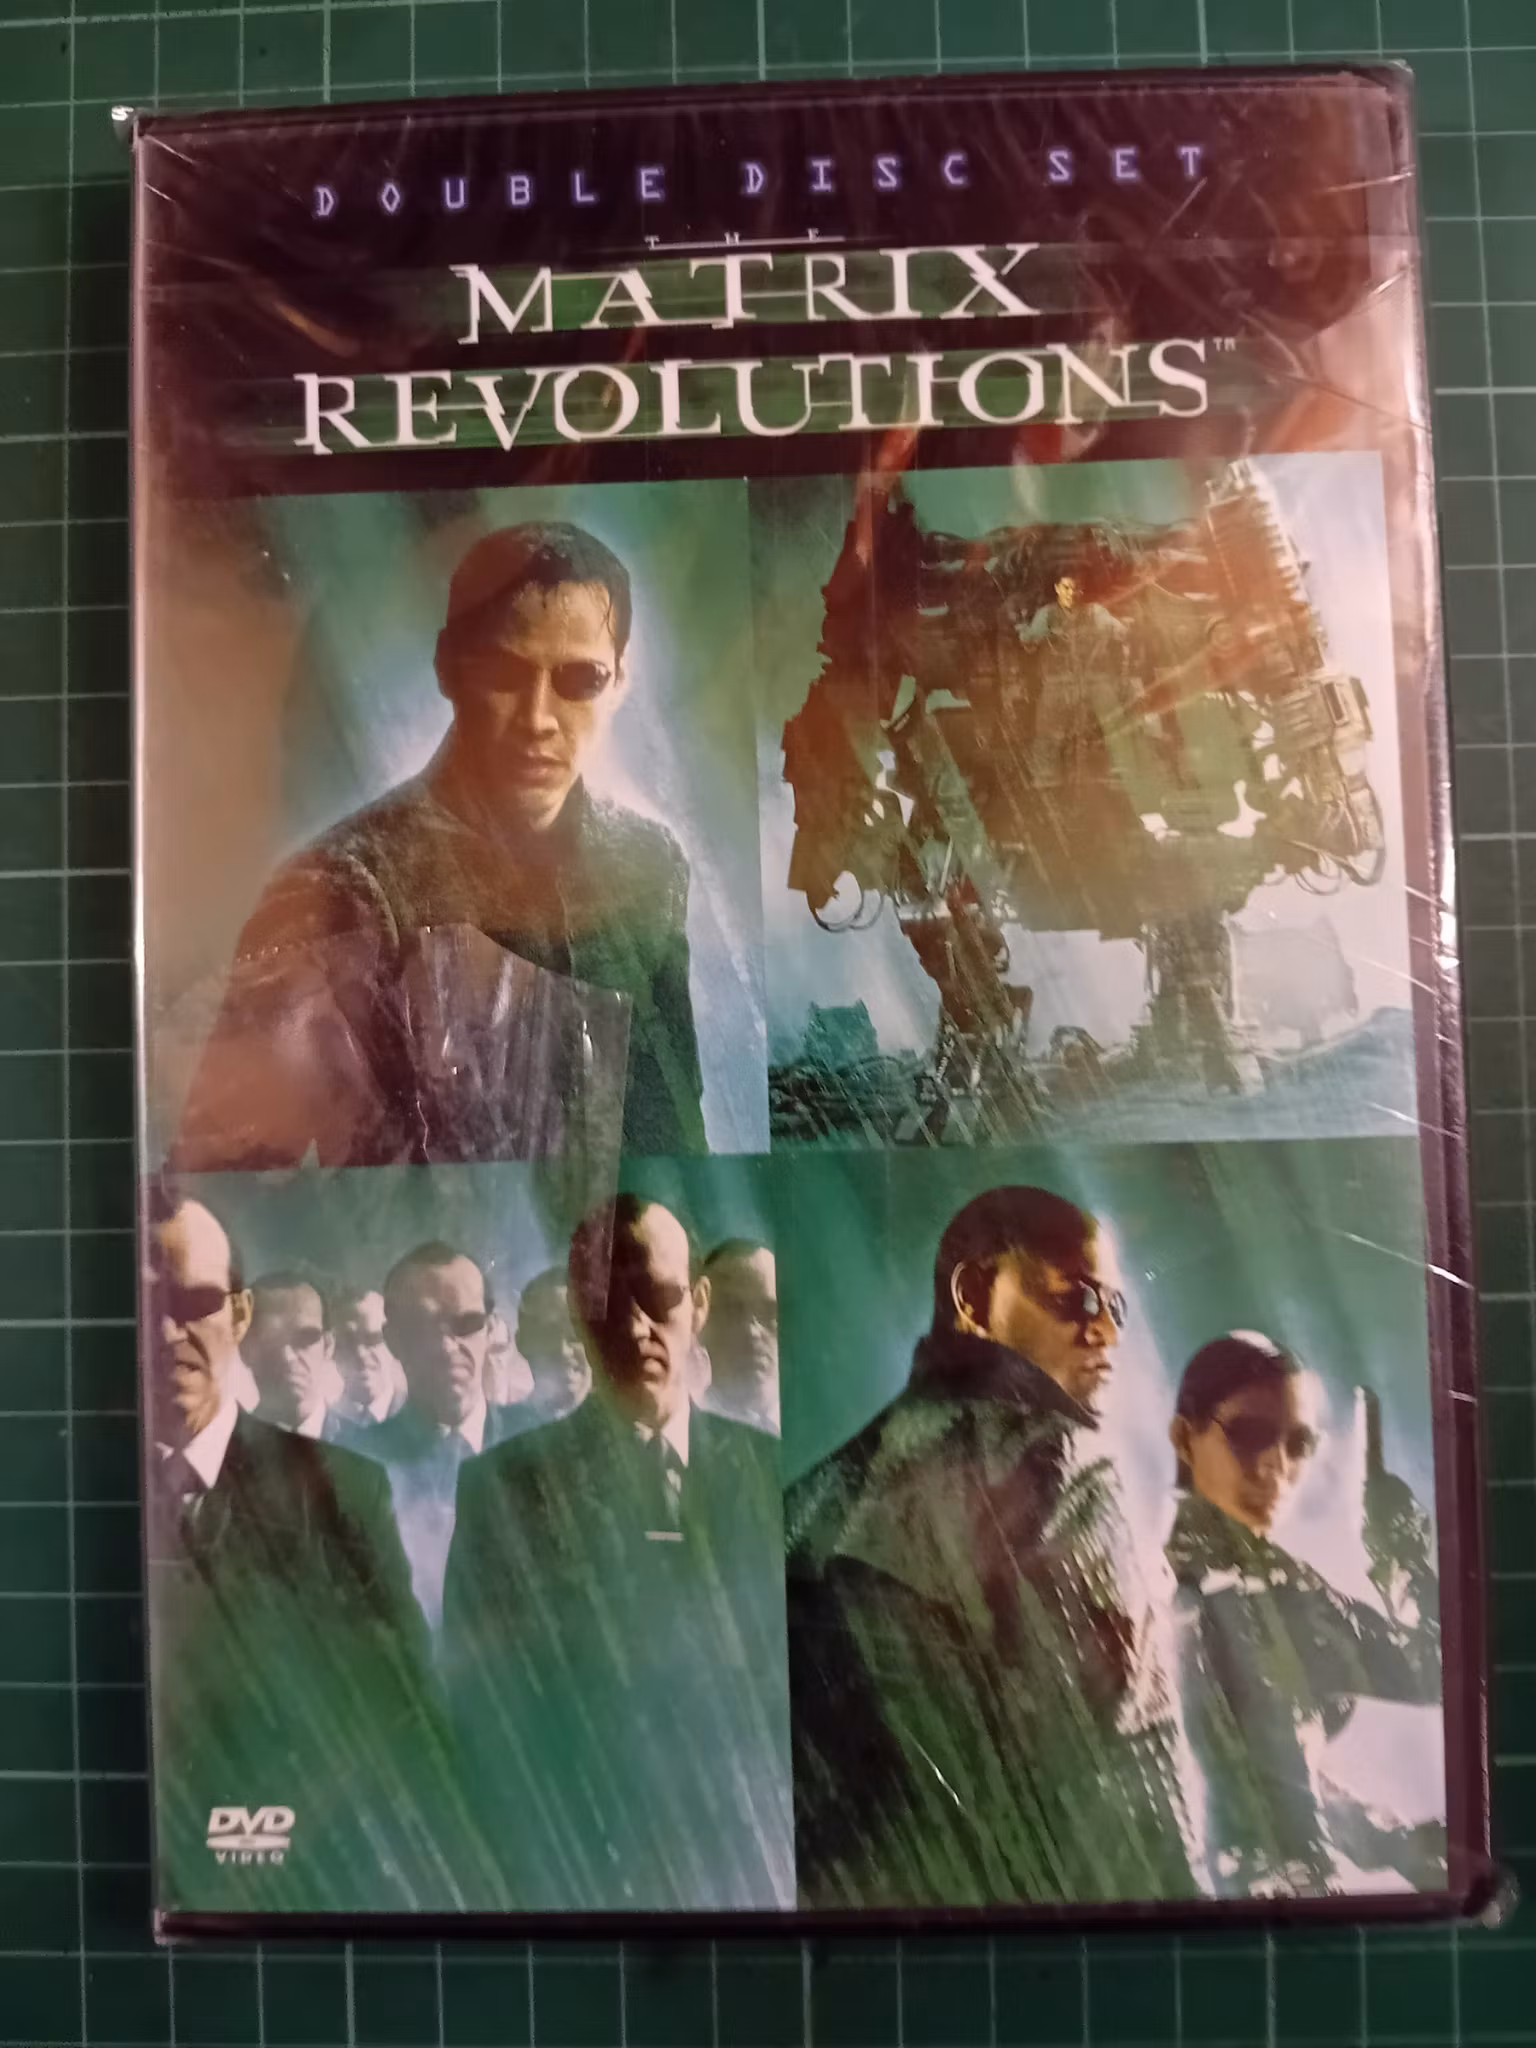 DOUBLE DISC SET
THE
MATRIX
REVOLUTIONS™
DVD
VIDEO